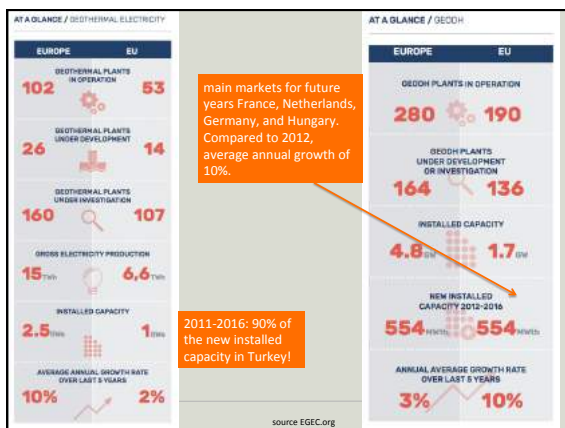 AT A GLANCE / GEOTHERMAL ELECTRICITY
EUROPE EU
GEOTHERMAL PLANTS
IN OPERATION
102 53
GEOTHERMAL PLANTS
UNDER DEVELOPMENT
26 14
GEOTHERMAL PLANTS
UNDER INVESTIGATION
160 107
GROSS ELECTRICITY PRODUCTION
15 TWh 6,6 TWh
INSTALLED CAPACITY
2.5 GWe 1 GWe
AVERAGE ANNUAL GROWTH RATE
OVER LAST 5 YEARS
10% 2%
main markets for future
years France, Netherlands,
Germany, and Hungary.
Compared to 2012,
average annual growth of
10%.
2011-2016: 90% of
the new installed
capacity in Turkey!
source EGEC.org
AT A GLANCE / GEODH
EUROPE EU
GEODH PLANTS IN OPERATION
280 190
GEODH PLANTS
UNDER DEVELOPMENT
OR INVESTIGATION
164 136
INSTALLED CAPACITY
4.8 GW 1.7 GW
NEW INSTALLED
CAPACITY 2012-2016
554 MWth 554 MWth
ANNUAL AVERAGE GROWTH RATE
OVER LAST 5 YEARS
3% 10%